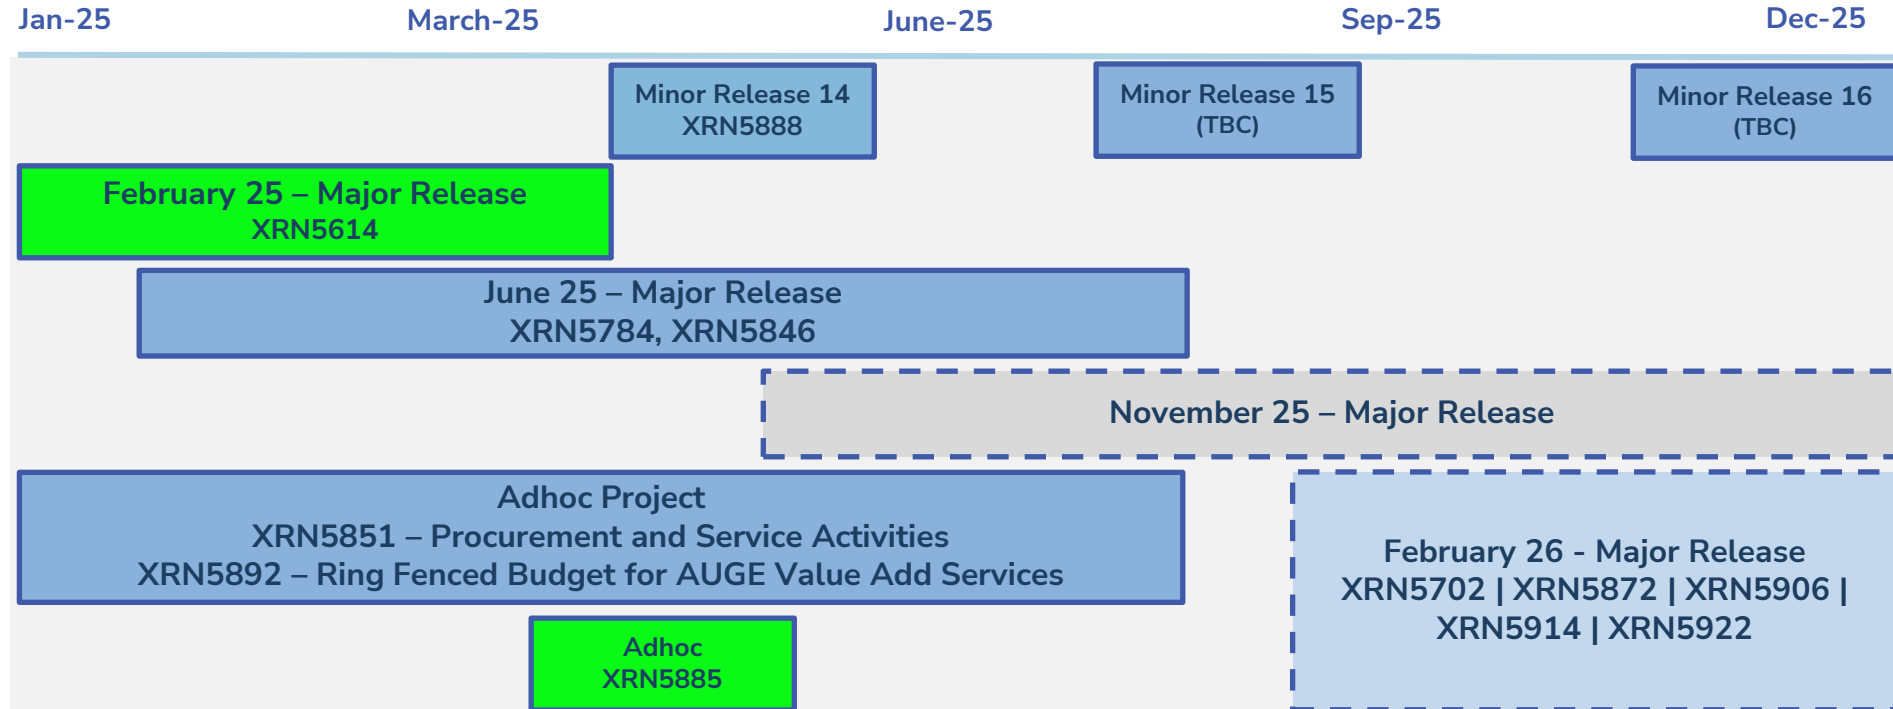 Jan-25
March-25
June-25
Sep-25
Dec-25
Minor Release 14
XRN5888
Minor Release 15
(TBC)
Minor Release 16
(TBC)
February 25 – Major Release
XRN5614
June 25 – Major Release
XRN5784, XRN5846
November 25 – Major Release
Adhoc Project
XRN5851 – Procurement and Service Activities
XRN5892 – Ring Fenced Budget for AUGE Value Add Services
February 26 - Major Release
XRN5702 | XRN5872 | XRN5906 |
XRN5914 | XRN5922
Adhoc
XRN5885